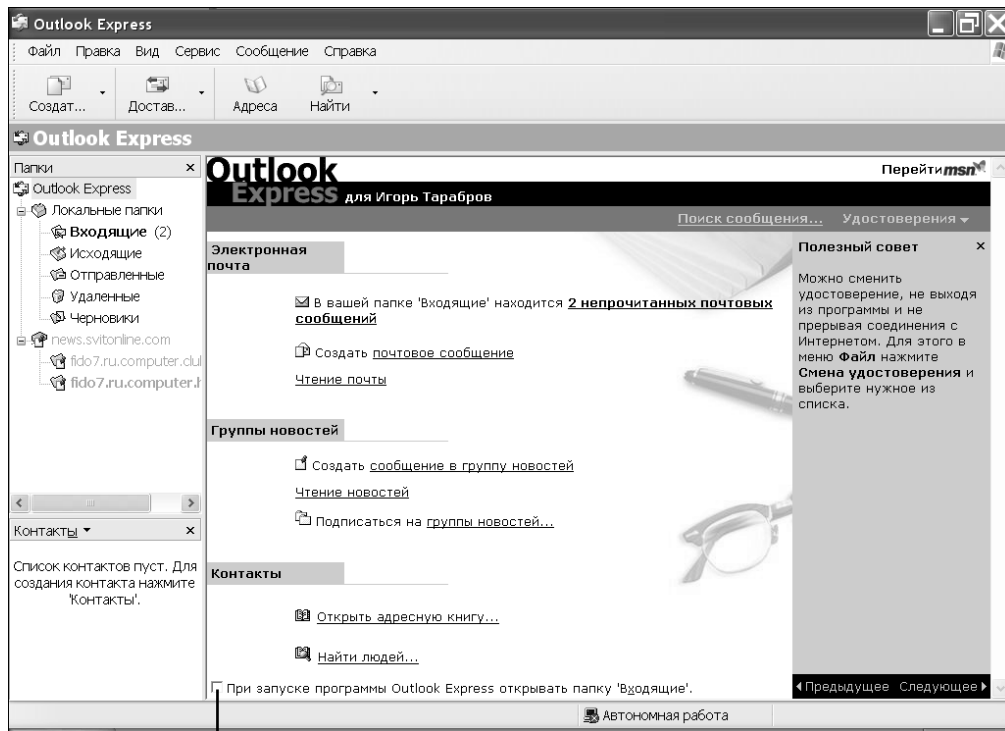 Outlook Express
Файл Правка Вид Сервис Сообщение Справка
Создат... Достав... Адреса Найти
Outlook Express
Папки
Outlook Express
Локальные папки
Входящие (2)
Исходящие
Отправленные
Удаленные
Черновики
news.svitonline.com
fido7.ru.computer.clul
fido7.ru.computer.h
Контакты
Список контактов пуст. Для
создания контакта нажмите
'Контакты'.
Outlook
Express для Игорь Тарабров
Перейти msn
Поиск сообщения... Удостоверения
Электронная
почта
В вашей папке 'Входящие' находится 2 непрочитанных почтовых
сообщений
Создать почтовое сообщение
Чтение почты
Группы новостей
Создать сообщение в группу новостей
Чтение новостей
Подписаться на группы новостей...
Контакты
Открыть адресную книгу...
Найти людей...
При запуске программы Outlook Express открывать папку 'Входящие'.
Полезный совет
Можно сменить
удостоверение, не выходя
из программы и не
прерывая соединения с
Интернетом. Для этого в
меню Файл нажмите
Смена удостоверения и
выберите нужное из
списка.
Предыдущее Следующее
Автономная работа